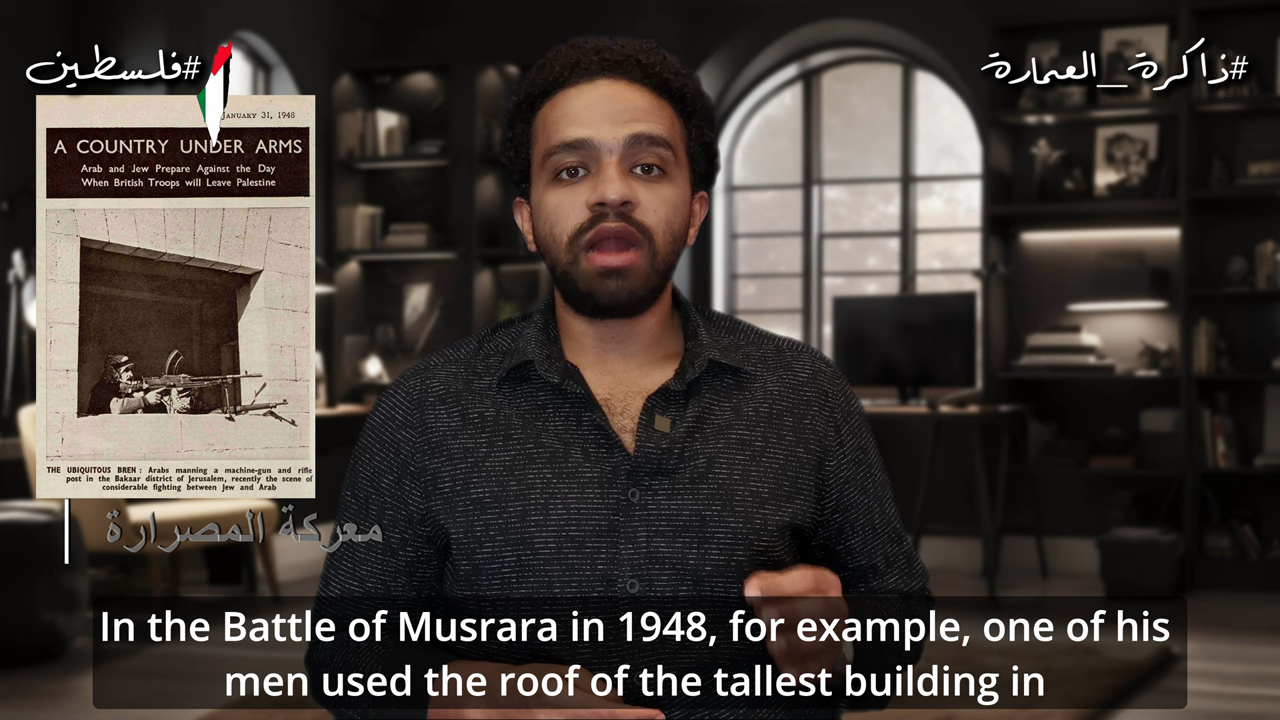 #فلسطين
#ذاكرة_العمارة
JANUARY 31, 1948
A COUNTRY UNDER ARMS
Arab and Jew Prepare Against the Day
When British Troops will Leave Palestine
THE UBIQUITOUS BREN : Arabs manning a machine-gun and rifle
post in the Bakaar district of Jerusalem, recently the scene of
considerable fighting between Jew and Arab
معركة المصرارة
In the Battle of Musrara in 1948, for example, one of his
men used the roof of the tallest building in